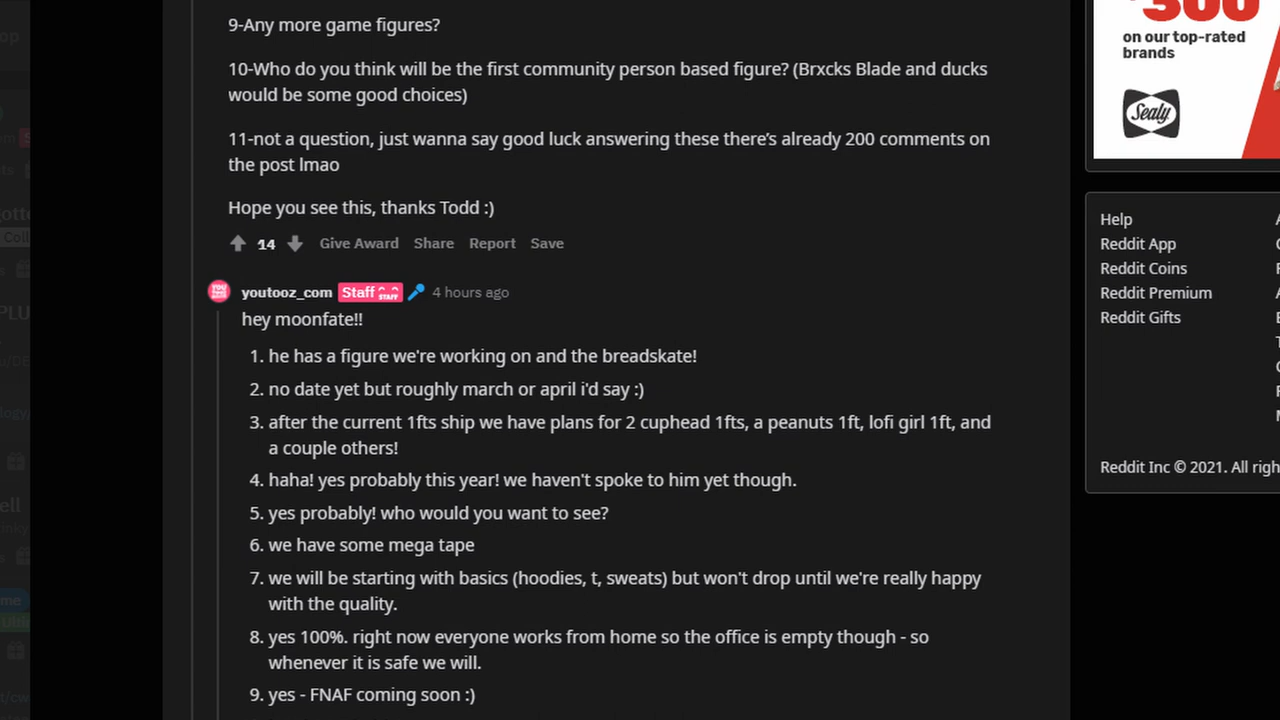 9-Any more game figures?
10-Who do you think will be the first community person based figure? (Brxcks Blade and ducks
would be some good choices)
11-not a question, just wanna say good luck answering these there's already 200 comments on
the post lmao
Hope you see this, thanks Todd :)
14 Give Award Share Report Save
youtooz_com Staff STAFF 4 hours ago
hey moonfate!!
1. he has a figure we're working on and the breadskate!
2. no date yet but roughly march or april i'd say :)
3. after the current 1fts ship we have plans for 2 cuphead 1fts, a peanuts 1ft, lofi girl 1ft, and
a couple others!
4. haha! yes probably this year! we haven't spoke to him yet though.
5. yes probably! who would you want to see?
6. we have some mega tape
7. we will be starting with basics (hoodies, t, sweats) but won't drop until we're really happy
with the quality.
8. yes 100%. right now everyone works from home so the office is empty though - so
whenever it is safe we will.
9. yes - FNAF coming soon :)
300
on our top-rated
brands
Sealy
Help
Reddit App
Reddit Coins
Reddit Premium
Reddit Gifts
Reddit Inc © 2021. All righ